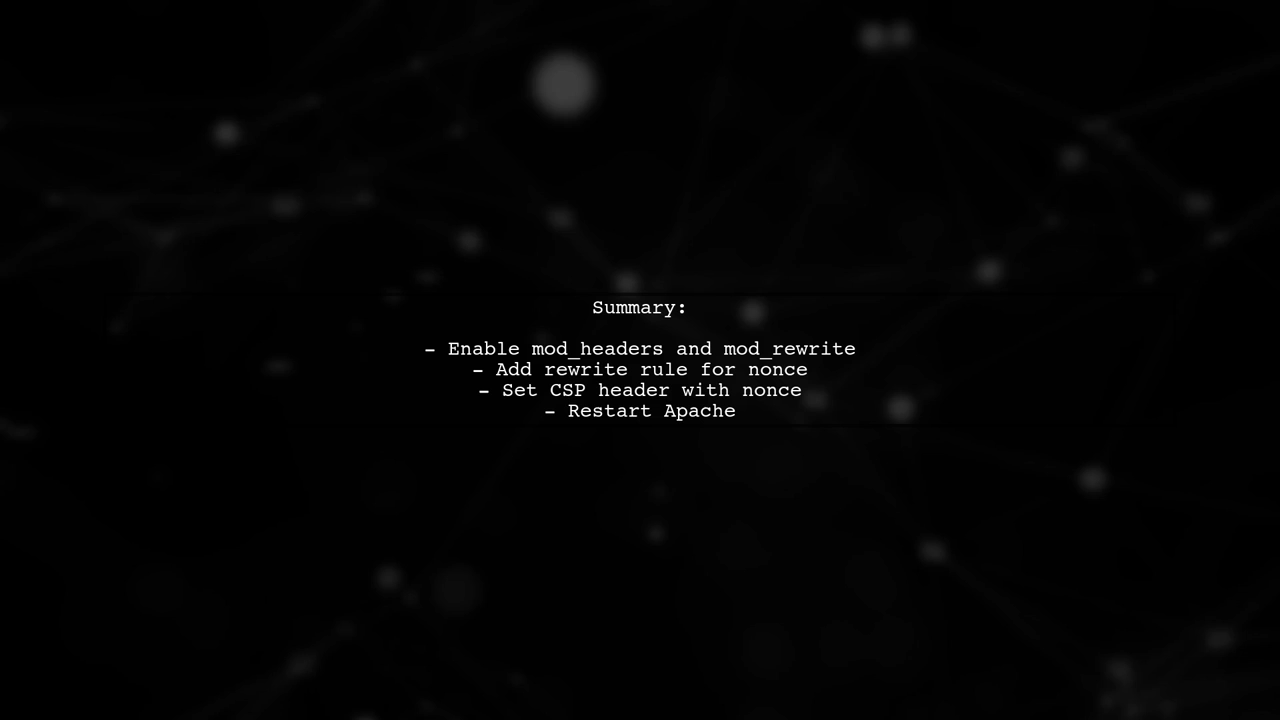 Summary:
- Enable mod_headers and mod_rewrite
- Add rewrite rule for nonce
- Set CSP header with nonce
- Restart Apache